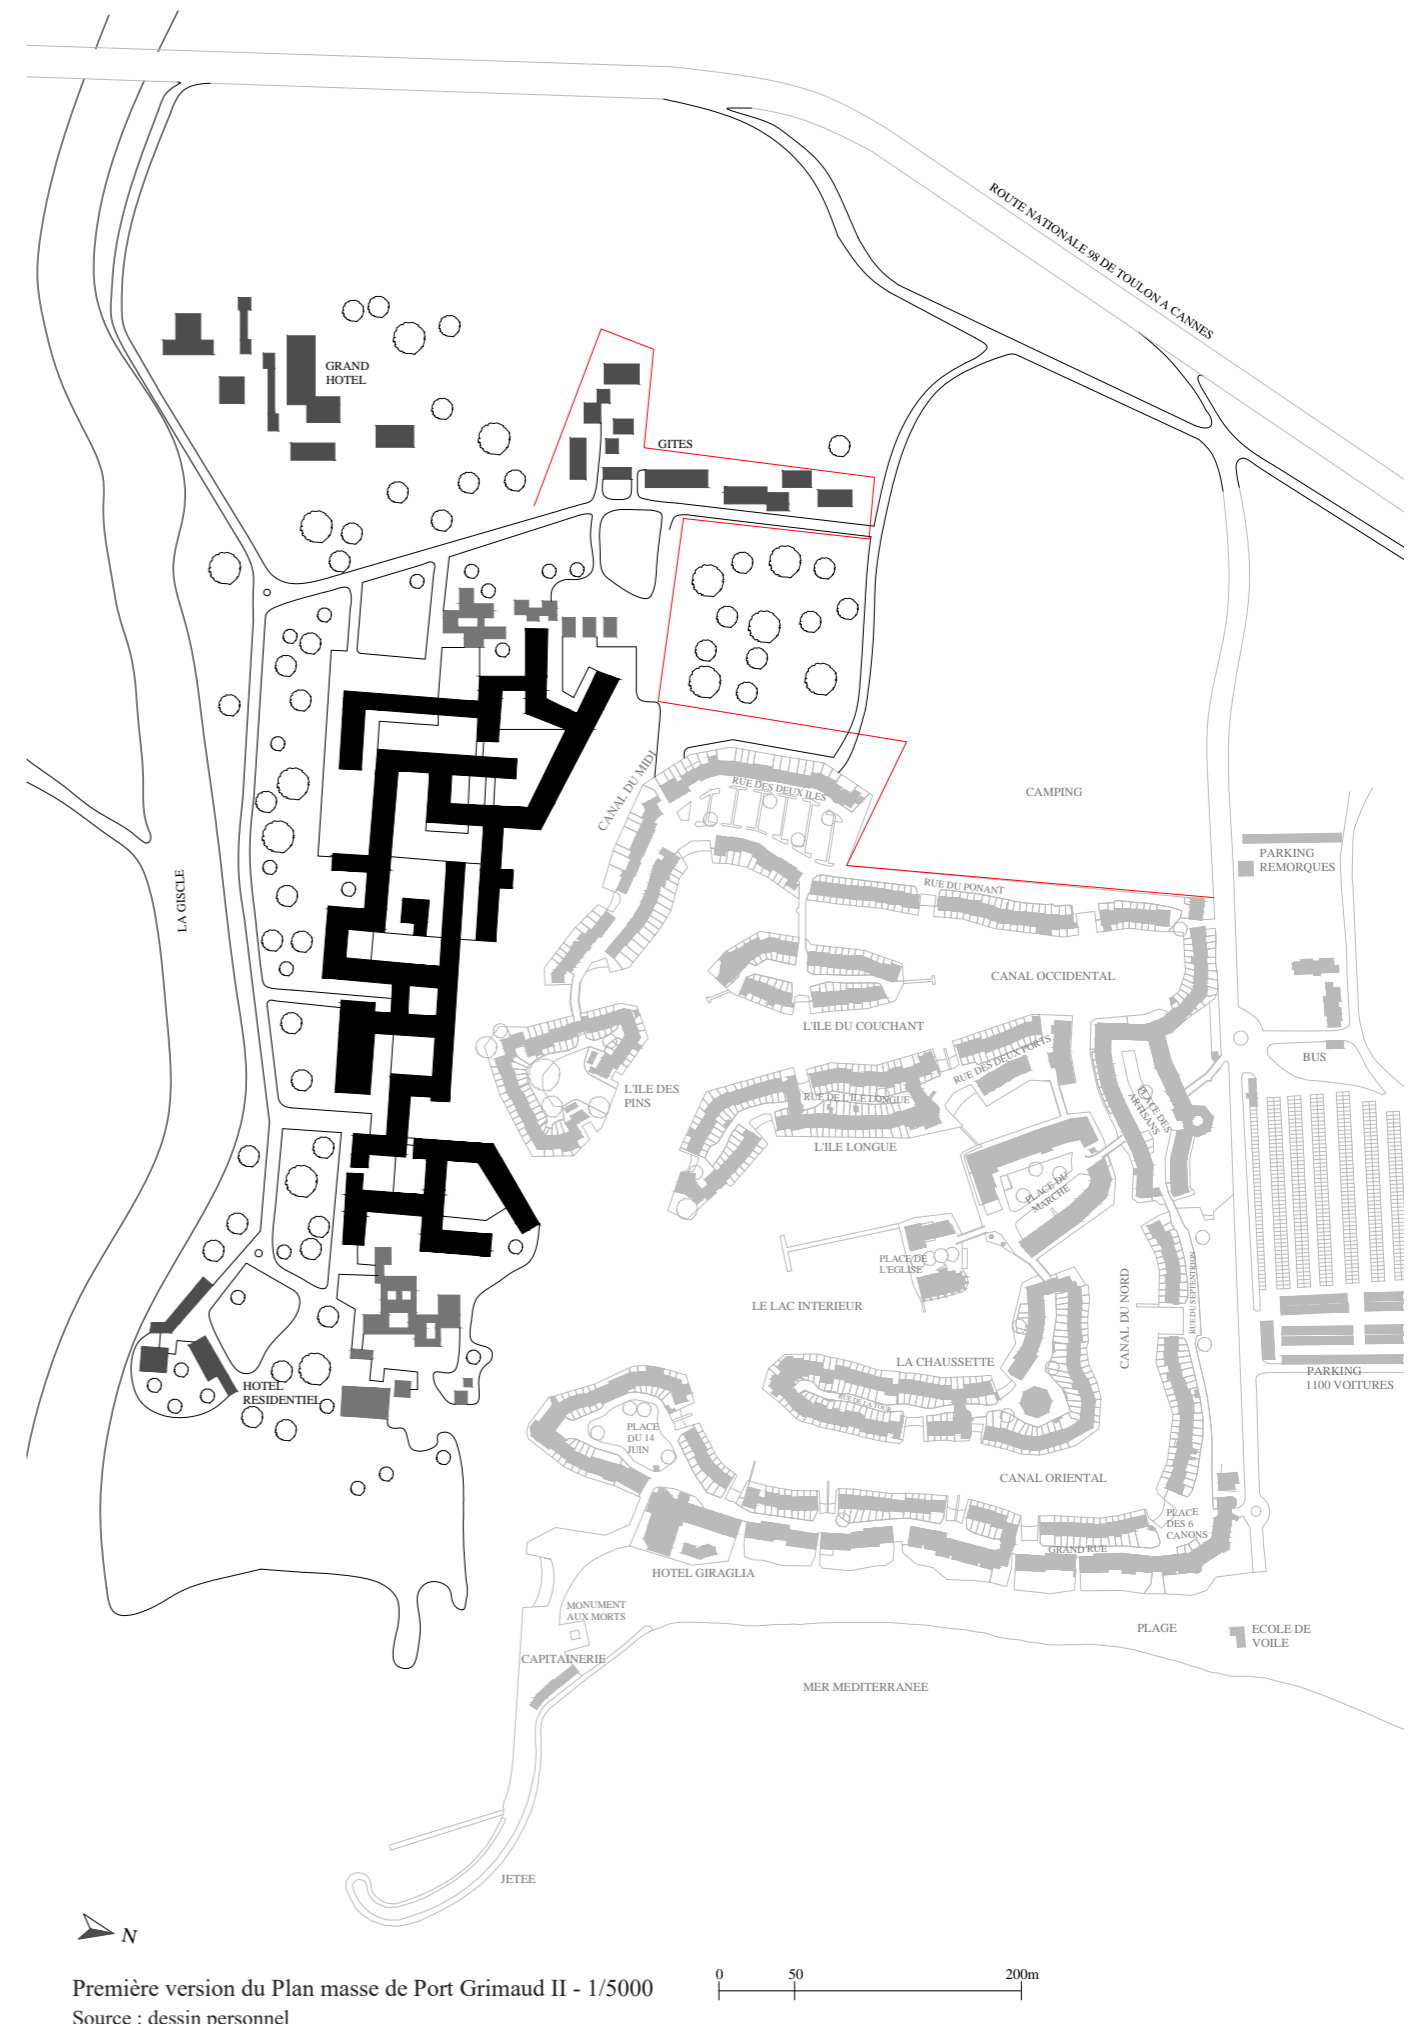 ROUTE NATIONALE 98 DE TOULON A CANNES
GRAND
HOTEL
GITES
CANAL DU MIDI
RUE DES DEUX ILES
CAMPING
PARKING
REMORQUES
LA GISCLE
RUE DU PONANT
CANAL OCCIDENTAL
L'ILE DU COUCHANT
RUE DES DEUX PORTS
BUS
L'ILE DES
PINS
RUE DE L'ILE LONGUE
PLACE DES
ARTISANS
L'ILE LONGUE
PLACE DU
MARCHE
PLACE DE
L'EGLISE
CANAL DU NORD
RUE DU SEPTENTRION
LE LAC INTERIEUR
LA CHAUSSETTE
PARKING
1100 VOITURES
HOTEL
RESIDENTIEL
RUE DE LA TOUR
PLACE
DU 14
JUIN
CANAL ORIENTAL
PLACE
DES 6
CANONS
GRAND RUE
HOTEL GIRAGLIA
MONUMENT
AUX MORTS
PLAGE
ECOLE DE
VOILE
CAPITAINERIE
MER MEDITERRANEE
JETEE
N
0 50 200m
Première version du Plan masse de Port Grimaud II - 1/5000
Source : dessin personnel